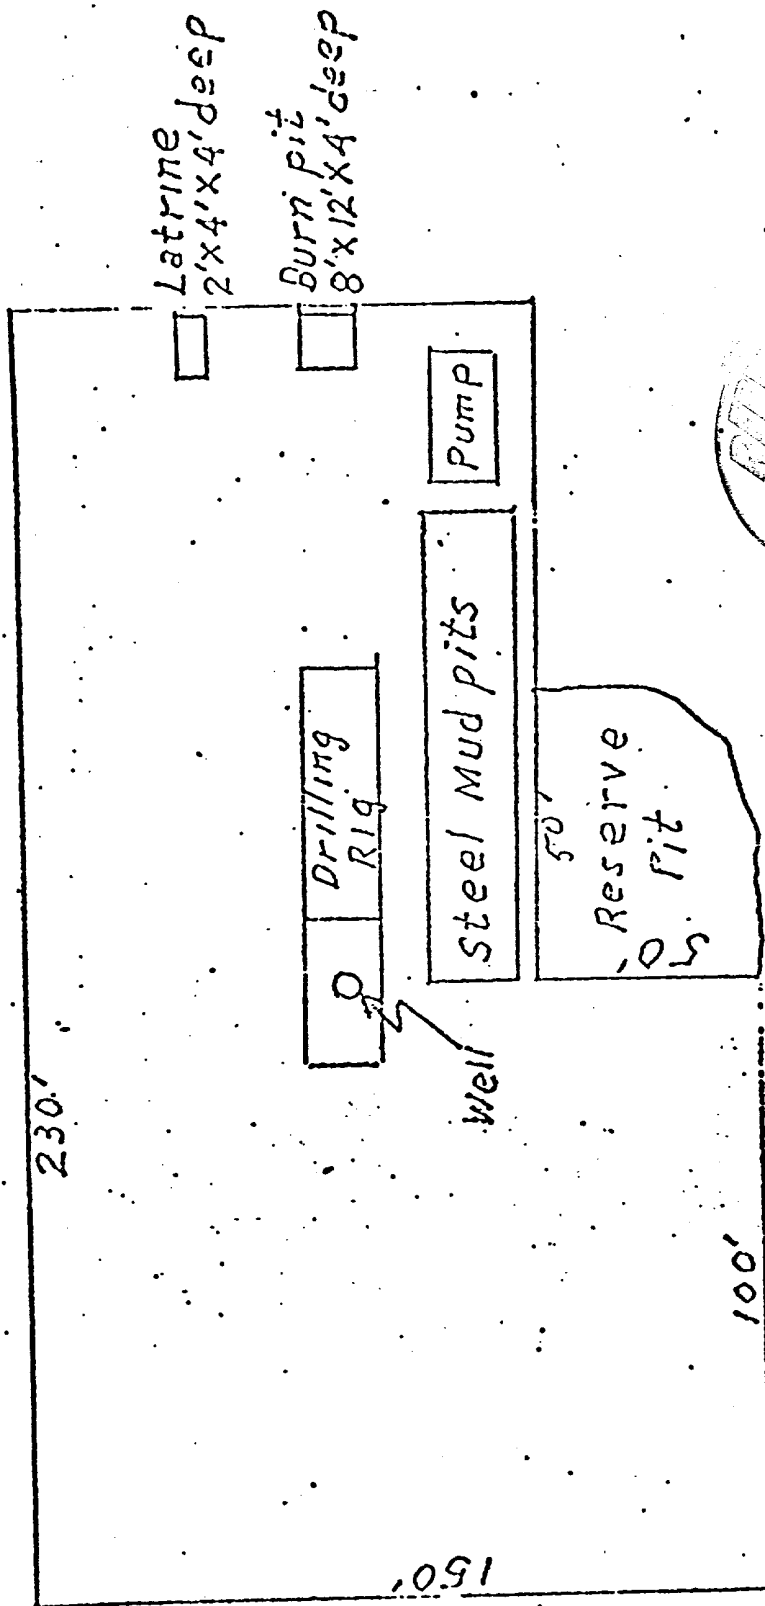 Latrine
2'x4'x4'deep
Burn pit
8'x12'x4'deep
230.'
Drilling
Rig
Pump
Steel Mud pits
Well
50'
Reserve
Pit
50'
150'
100'